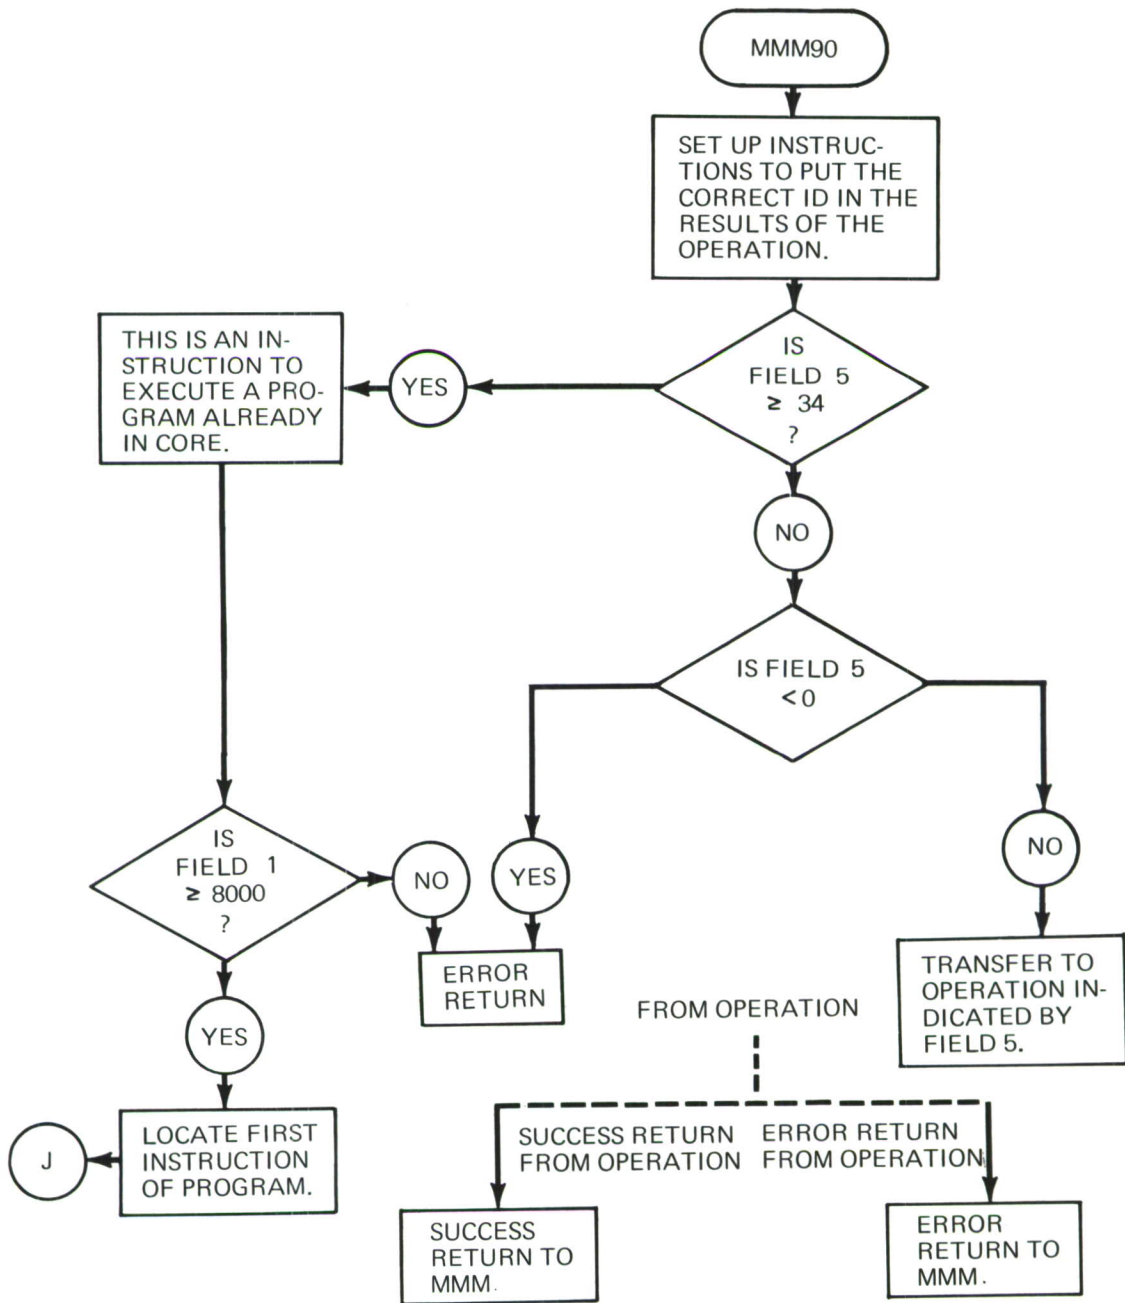 MMM90
SET UP INSTRUC-
TIONS TO PUT THE
CORRECT ID IN THE
RESULTS OF THE
OPERATION.
IS
FIELD 5
≥ 34
?
YES
THIS IS AN IN-
STRUCTION TO
EXECUTE A PRO-
GRAM ALREADY
IN CORE.
NO
IS FIELD 5
<0
IS
FIELD 1
≥ 8000
?
NO
YES
NO
ERROR
RETURN
TRANSFER TO
OPERATION IN-
DICATED BY
FIELD 5.
YES
FROM OPERATION
LOCATE FIRST
INSTRUCTION
OF PROGRAM.
J
SUCCESS RETURN
FROM OPERATION
ERROR RETURN
FROM OPERATION
SUCCESS
RETURN TO
MMM.
ERROR
RETURN TO
MMM.